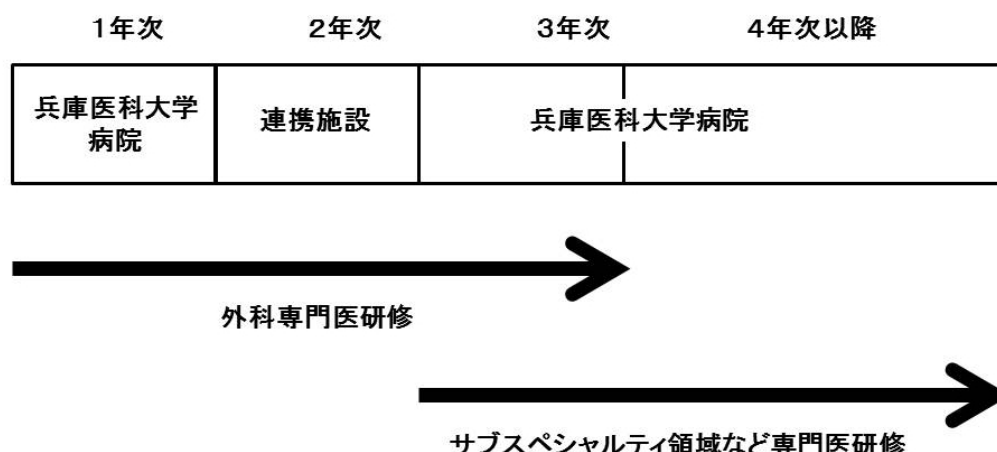 1年次 2年次 3年次 4年次以降
兵庫医科大学
病院
連携施設
兵庫医科大学病院
外科専門医研修
サブスペシャルティ領域など専門医研修